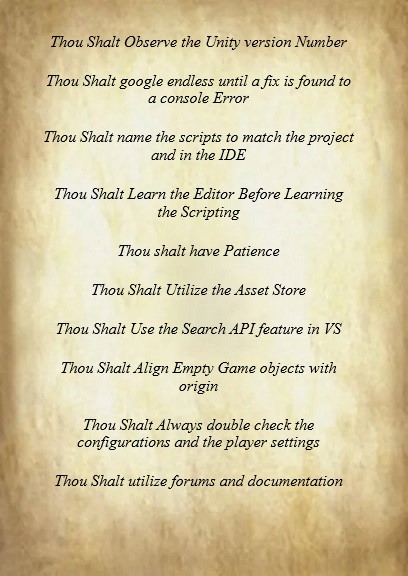 Thou Shalt Observe the Unity version Number
Thou Shalt google endless until a fix is found to
a console Error
Thou Shalt name the scripts to match the project
and in the IDE
Thou Shalt Learn the Editor Before Learning
the Scripting
Thou shalt have Patience
Thou Shalt Utilize the Asset Store
Thou Shalt Use the Search API feature in VS
Thou Shalt Align Empty Game objects with
origin
Thou Shalt Always double check the
configurations and the player settings
Thou Shalt utilize forums and documentation